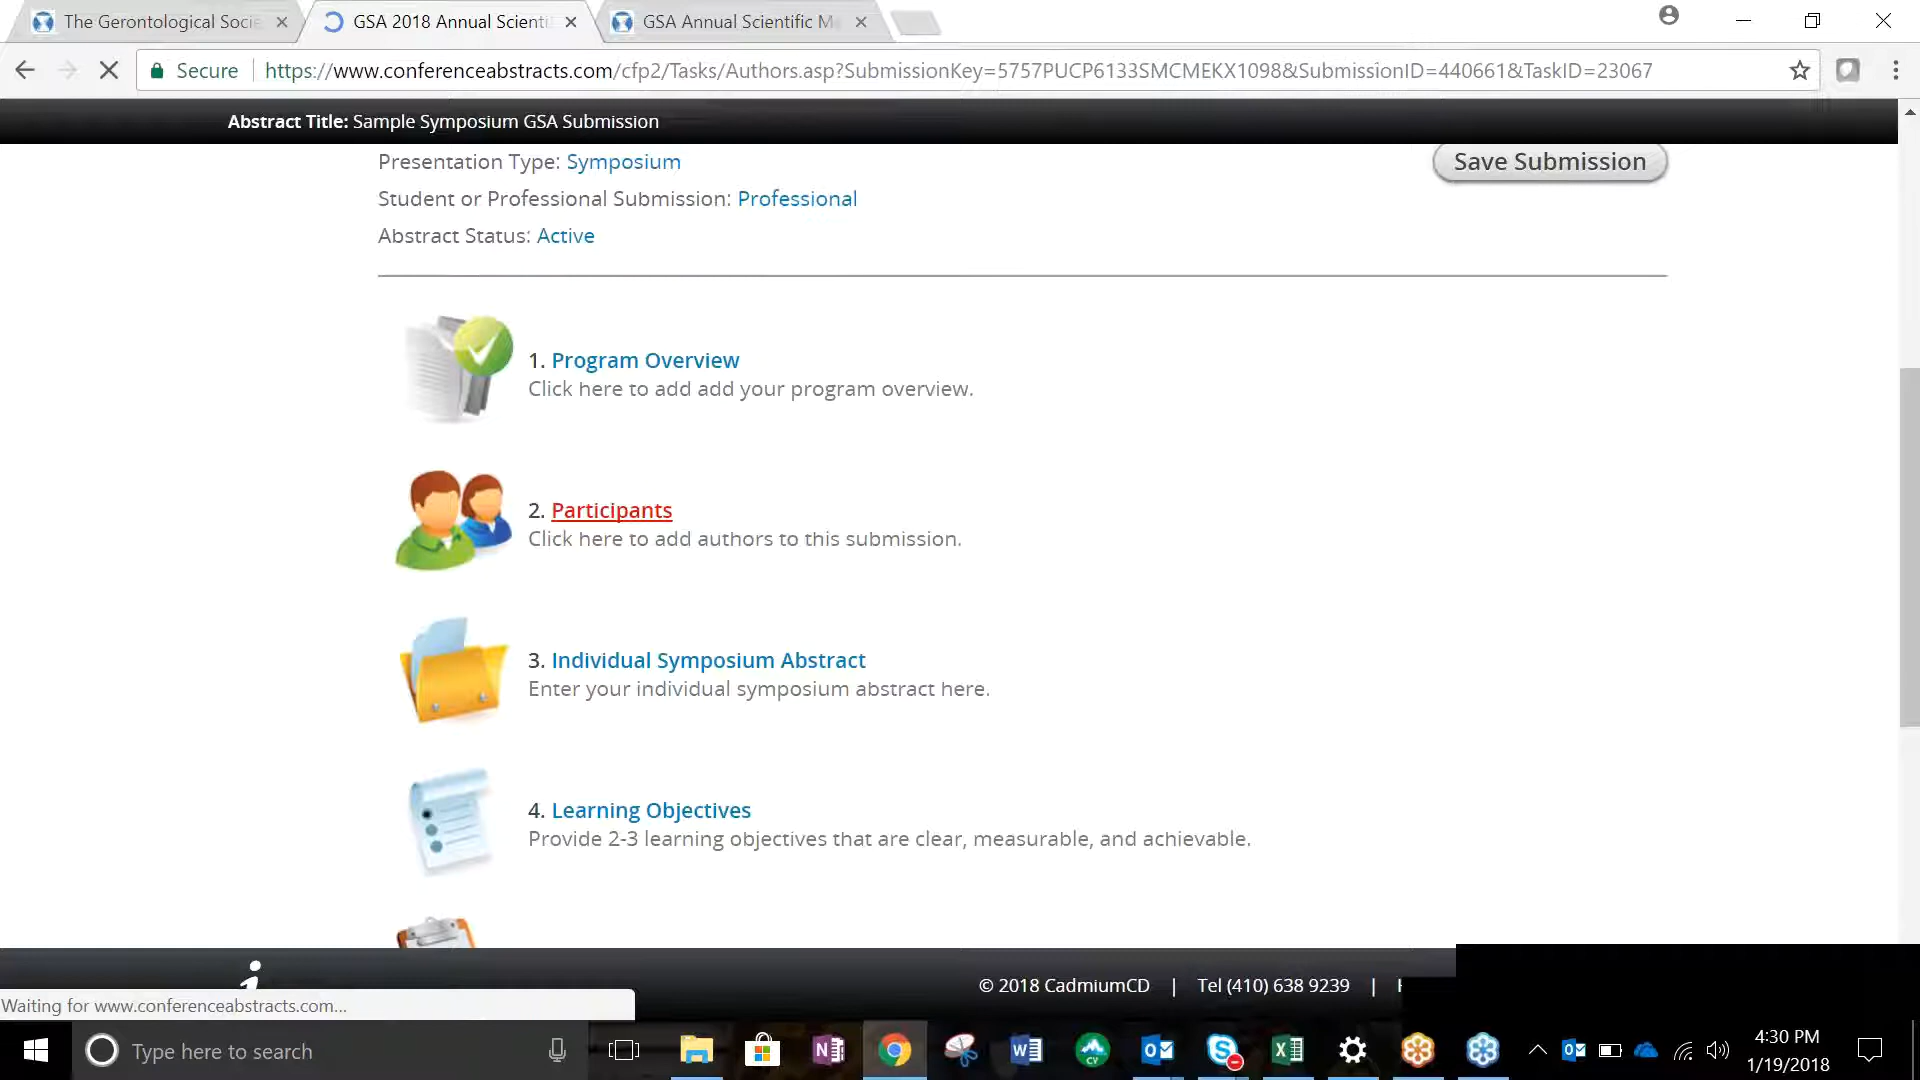 The Gerontological Socie
GSA 2018 Annual Scienti
GSA Annual Scientific M
Secure
https://www.conferenceabstracts.com/cfp2/Tasks/Authors.asp?SubmissionKey=5757PUCP6133SMCMEKX1098&SubmissionID=440661&TaskID=23067
Abstract Title: Sample Symposium GSA Submission
Presentation Type: Symposium
Save Submission
Student or Professional Submission: Professional
Abstract Status: Active
1. Program Overview
Click here to add add your program overview.
2. Participants
Click here to add authors to this submission.
3. Individual Symposium Abstract
Enter your individual symposium abstract here.
4. Learning Objectives
Provide 2-3 learning objectives that are clear, measurable, and achievable.
© 2018 CadmiumCD | Tel (410) 638 9239 |
Waiting for www.conferenceabstracts.com...
Type here to search
4:30 PM
1/19/2018